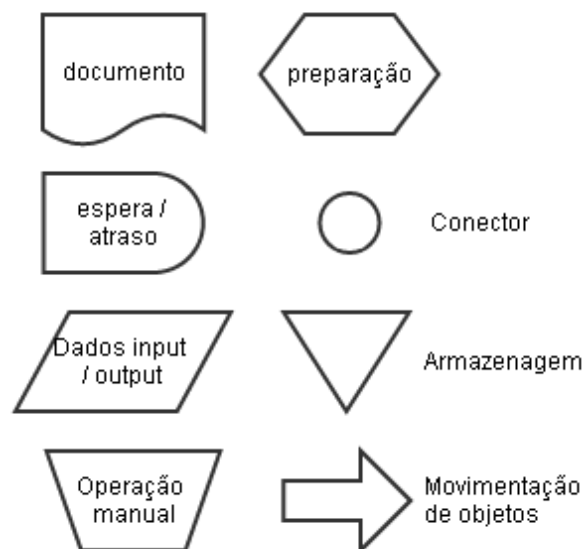 documento
preparação
espera /
atraso
Conector
Dados input
/ output
Armazenagem
Operação
manual
Movimentação
de objetos